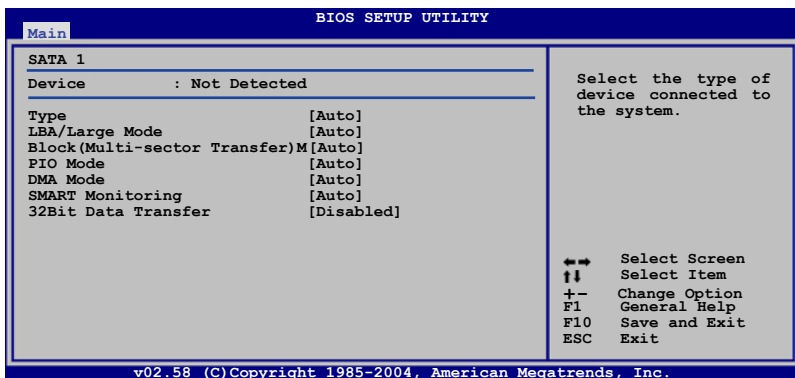 BIOS SETUP UTILITY
Main
SATA 1
Device : Not Detected
Type [Auto]
LBA/Large Mode [Auto]
Block(Multi-sector Transfer)M[Auto]
PIO Mode [Auto]
DMA Mode [Auto]
SMART Monitoring [Auto]
32Bit Data Transfer [Disabled]
Select the type of
device connected to
the system.
←→ Select Screen
↑↓ Select Item
+- Change Option
F1 General Help
F10 Save and Exit
ESC Exit
v02.58 (C)Copyright 1985-2004, American Megatrends, Inc.